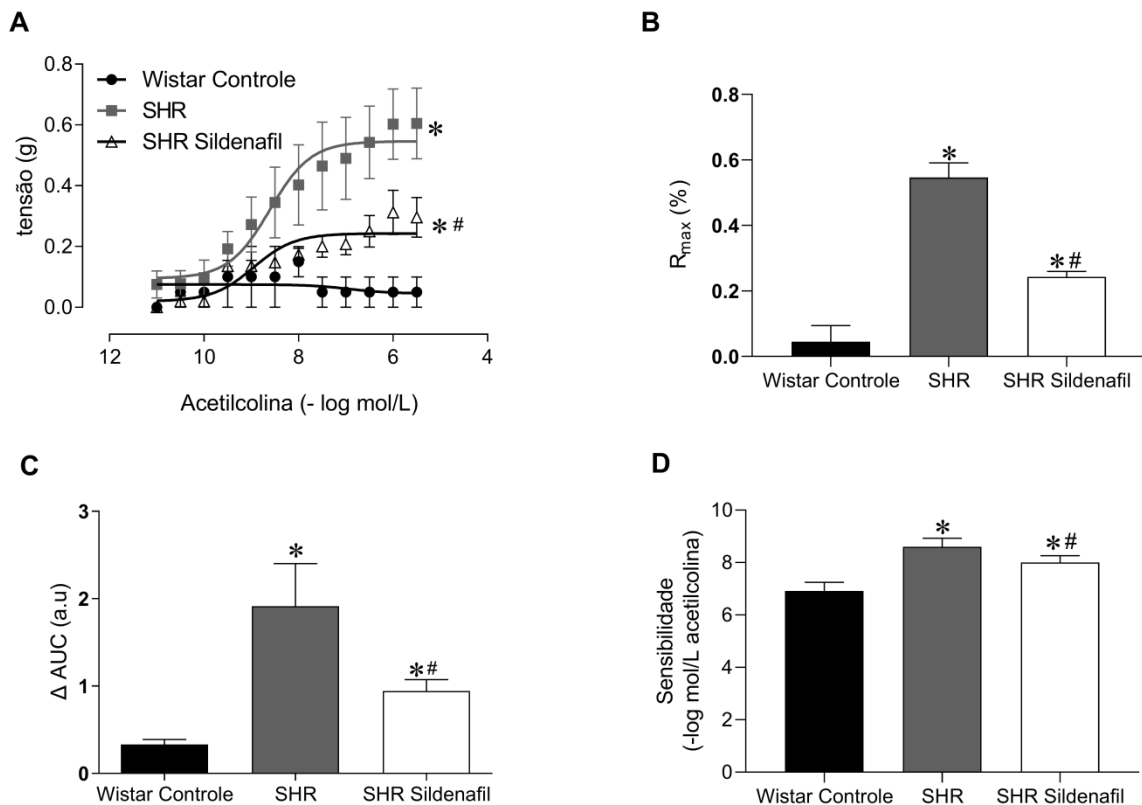 A
0.8
0.6
0.4
0.2
0.0
tensão (g)
Wistar Controle
SHR
SHR Sildenafil
*
*#
12
10
8
6
4
Acetilcolina (- log mol/L)
B
0.8
0.6
0.4
0.2
0.0
Rmax (%)
*
*#
Wistar Controle
SHR
SHR Sildenafil
C
3
2
1
0
Δ AUC (a.u)
*
*#
Wistar Controle
SHR
SHR Sildenafil
D
10
8
6
4
2
0
Sensibilidade
(-log mol/L acetilcolina)
*
*#
Wistar Controle
SHR
SHR Sildenafil